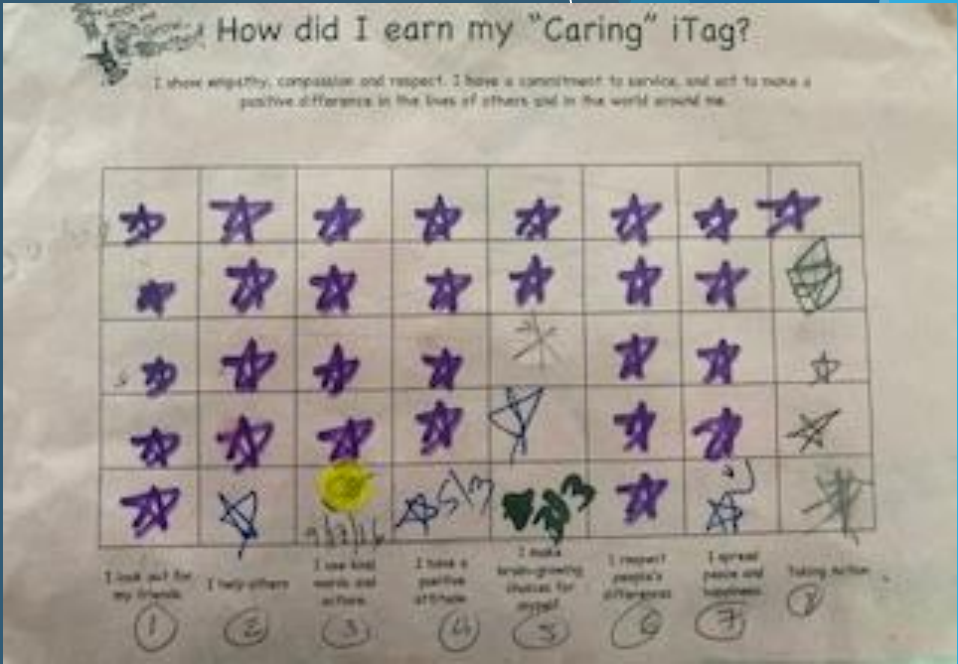 How did I earn my "Caring" iTag?
I show empathy, compassion and respect. I have a commitment to service, and act to make a
positive difference in the lives of others and in the world around me.
5/3
3
I look out for
my friends.
I help others
I use kind
words and
actions.
I have a
positive
attitude.
I make
brain-growing
choices for
myself.
I respect
people's
differences
I spread
peace and
happiness.
Taking Action
1
2
3
4
5
6
7
8